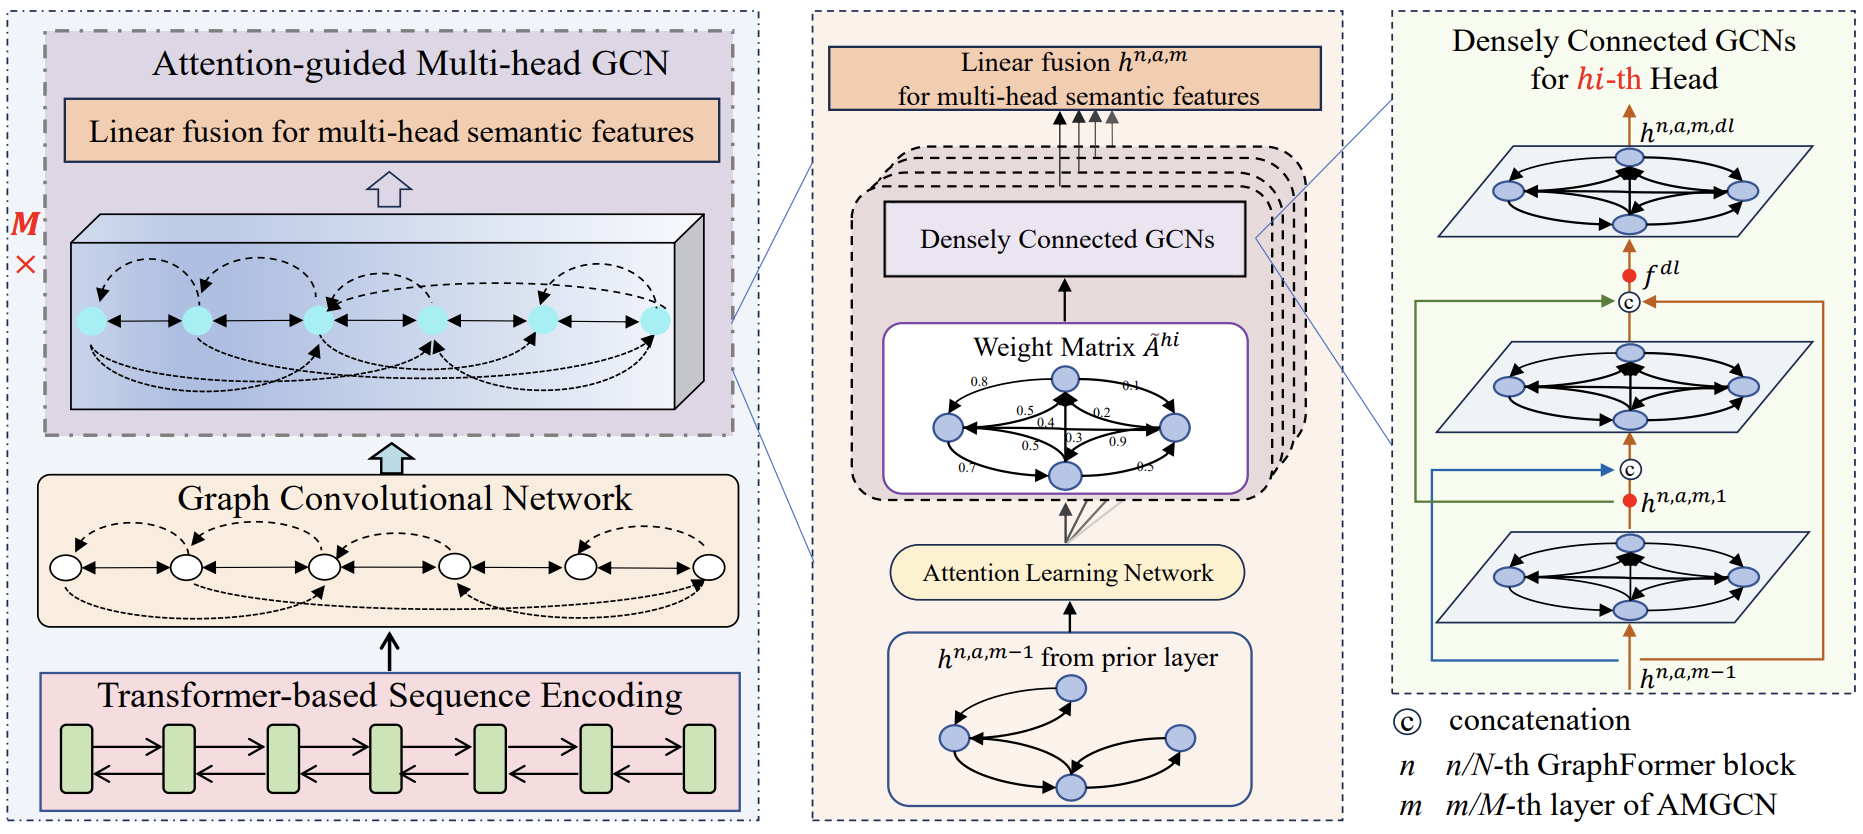 Attention-guided Multi-head GCN
Linear fusion for multi-head semantic features
M
×
Graph Convolutional Network
Transformer-based Sequence Encoding
Linear fusion h^{n,a,m}
for multi-head semantic features
Densely Connected GCNs
Weight Matrix Ã^{hi}
0.8
0.1
0.5
0.2
0.4
0.3
0.9
0.5
0.7
0.5
Attention Learning Network
h^{n,a,m−1} from prior layer
Densely Connected GCNs
for hi-th Head
h^{n,a,m,dl}
f^{dl}
c
c
h^{n,a,m,1}
h^{n,a,m−1}
c concatenation
n n/N-th GraphFormer block
m m/M-th layer of AMGCN